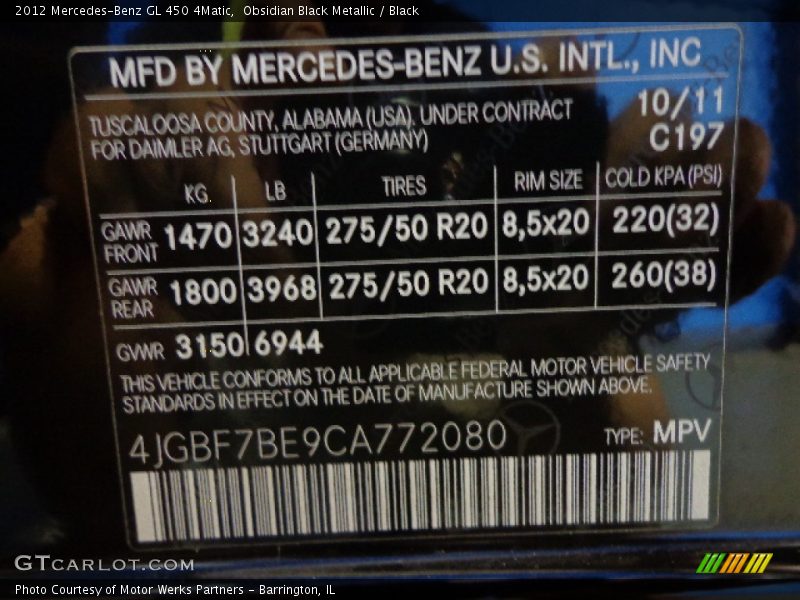 2012 Mercedes-Benz GL 450 4Matic,  Obsidian Black Metallic / Black
MFD BY MERCEDES-BENZ U.S. INTL., INC
TUSCALOOSA COUNTY, ALABAMA (USA), UNDER CONTRACT 10/11
FOR DAIMLER AG, STUTTGART (GERMANY) C197
KG LB TIRES RIM SIZE COLD KPA (PSI)
GAWR FRONT 1470 3240 275/50 R20 8,5x20 220(32)
GAWR REAR 1800 3968 275/50 R20 8,5x20 260(38)
GVWR 3150 6944
THIS VEHICLE CONFORMS TO ALL APPLICABLE FEDERAL MOTOR VEHICLE SAFETY
STANDARDS IN EFFECT ON THE DATE OF MANUFACTURE SHOWN ABOVE.
4JGBF7BE9CA772080 TYPE: MPV
GTCARLOT.COM
Photo Courtesy of Motor Werks Partners - Barrington, IL